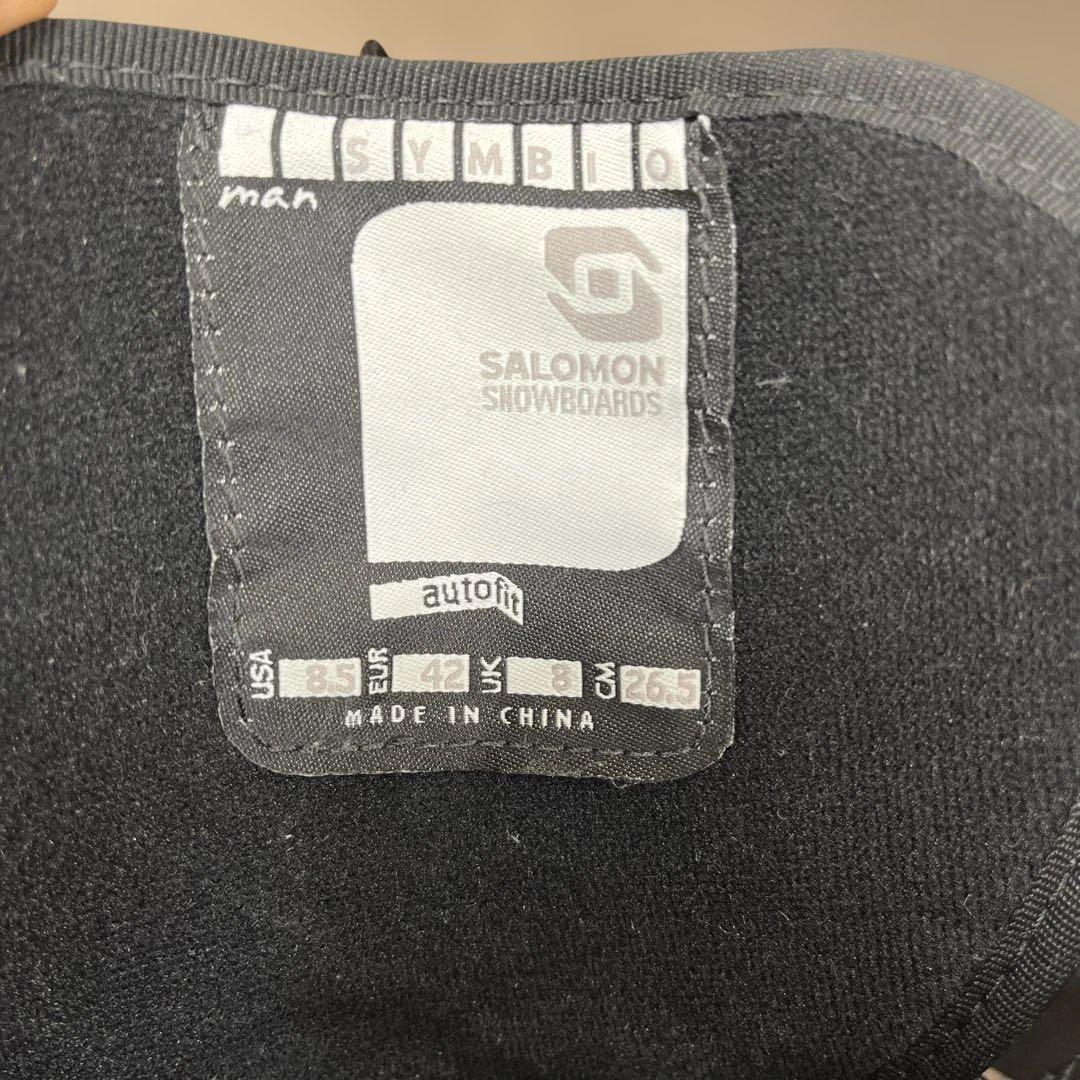 SYMBIO
man
SALOMON
SNOWBOARDS
autofit
USA 8.5 EUR 42 UK 8 CM 26.5
MADE IN CHINA